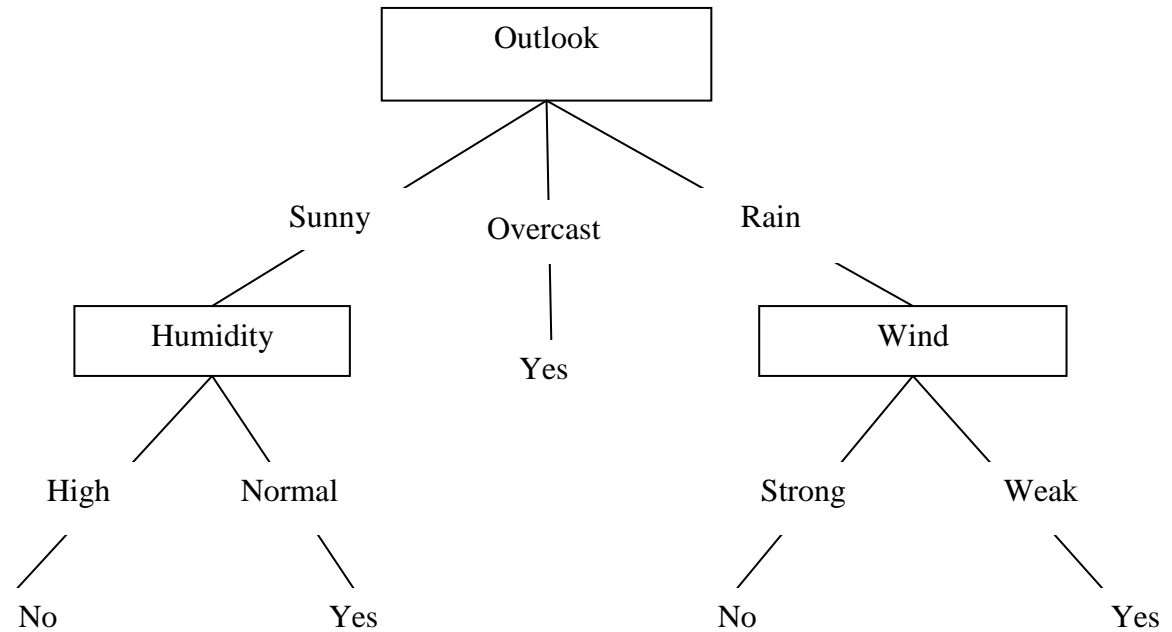 Outlook
Sunny
Overcast
Rain
Humidity
Wind
Yes
High Normal
Strong Weak
No Yes
No Yes